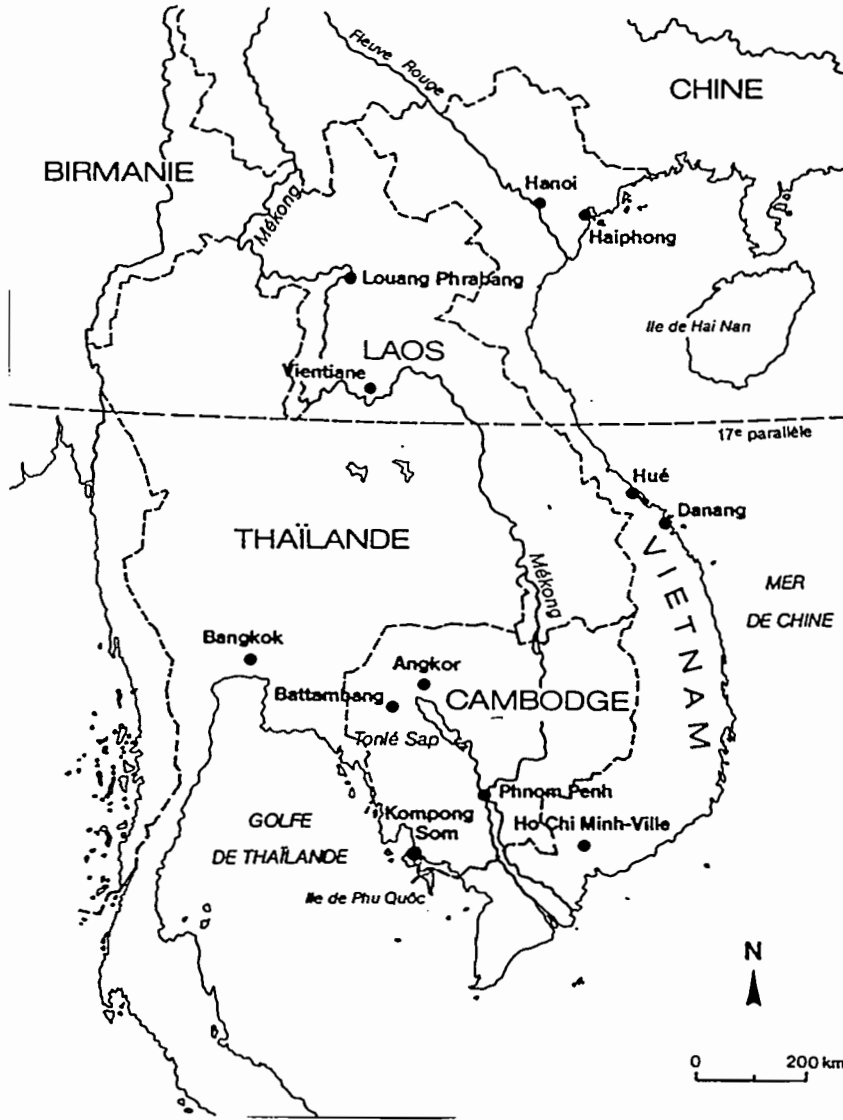 Fleuve Rouge
CHINE
BIRMANIE
Mékong
Hanoi
Haiphong
Louang Phrabang
Ile de Hai Nan
LAOS
Vientiane
17e parallèle
Hué
Danang
THAÏLANDE
VIETNAM
Mékong
MER
DE CHINE
Bangkok
Angkor
Battambang
CAMBODGE
Tonlé Sap
Phnom Penh
Kompong
Som
Ho Chi Minh-Ville
GOLFE
DE THAÏLANDE
Ile de Phu Quôc
N
0 200 km